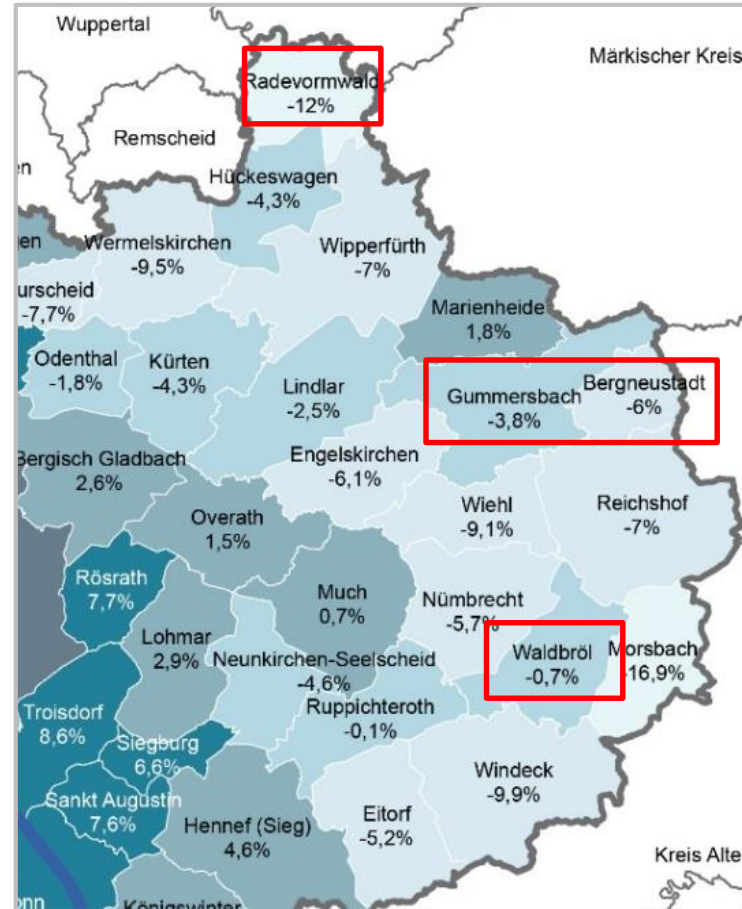 Wuppertal
Märkischer Kreis
Radevormwald
-12%
Remscheid
en
Hückeswagen
-4,3%
gen
Wermelskirchen
-9,5%
Wipperfürth
-7%
urscheid
-7,7%
Marienheide
1,8%
Odenthal
-1,8%
Kürten
-4,3%
Lindlar
-2,5%
Gummersbach
-3,8%
Bergneustadt
-6%
Bergisch Gladbach
2,6%
Engelskirchen
-6,1%
Overath
1,5%
Wiehl
-9,1%
Reichshof
-7%
Rösrath
7,7%
Much
0,7%
Nümbrecht
-5,7%
Lohmar
2,9%
Neunkirchen-Seelscheid
-4,6%
Waldbröl
-0,7%
Morsbach
-16,9%
Ruppichteroth
-0,1%
Troisdorf
8,6%
Siegburg
6,6%
Windeck
-9,9%
Sankt Augustin
7,6%
Hennef (Sieg)
4,6%
Eitorf
-5,2%
Kreis Alte
onn
Königswinter